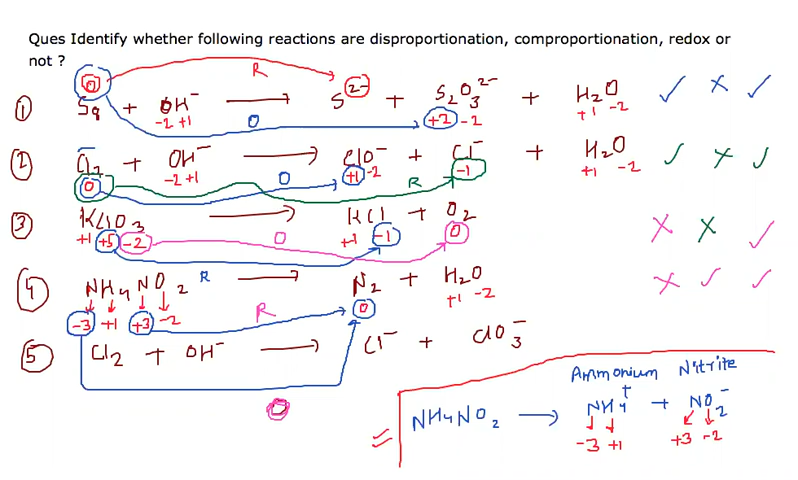 Ques Identify whether following reactions are disproportionation, comproportionation, redox or
not ?
0 R
① S8 + OH⁻ ⟶ S²⁻ + S2O3²⁻ + H2O ✓ ✗ ✓
-2 +1 O +2 -2 +1 -2
② Cl2 + OH⁻ ⟶ ClO⁻ + Cl⁻ + H2O ✓ ✗ ✓
0 -2 +1 O +1 -2 R -1 +1 -2
③ KClO3 ⟶ KCl + O2 ✗ ✗ ✓
+1 +5 -2 O +1 -1 0
④ NH4NO2 R ⟶ N2 + H2O ✗ ✓ ✓
+1 -2
-3 +1 +3 -2 R 0
⑤ Cl2 + OH⁻ ⟶ Cl⁻ + ClO3⁻
O
Ammonium Nitrite
NH4NO2 ⟶ NH4⁺ + NO2⁻
-3 +1 +3 -2